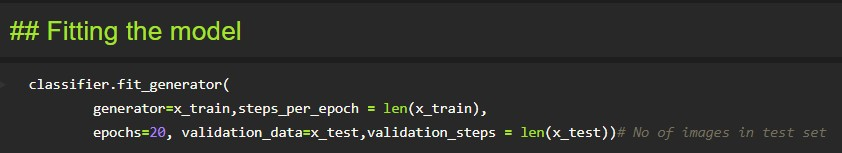 ## Fitting the model
classifier.fit_generator(
generator=x_train,steps_per_epoch = len(x_train),
epochs=20, validation_data=x_test,validation_steps = len(x_test))# No of images in test set